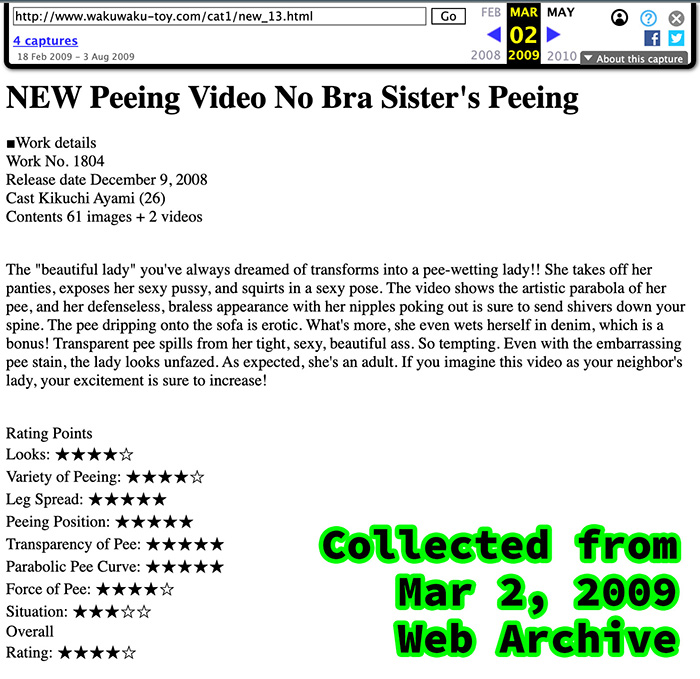 http://www.wakuwaku-toy.com/cat1/new_13.html Go FEB MAR MAY
4 captures 02
18 Feb 2009 – 3 Aug 2009 2008 2009 2010 ▼ About this capture
NEW Peeing Video No Bra Sister's Peeing
■Work details
Work No. 1804
Release date December 9, 2008
Cast Kikuchi Ayami (26)
Contents 61 images + 2 videos
The "beautiful lady" you've always dreamed of transforms into a pee-wetting lady!! She takes off her
panties, exposes her sexy pussy, and squirts in a sexy pose. The video shows the artistic parabola of her
pee, and her defenseless, braless appearance with her nipples poking out is sure to send shivers down your
spine. The pee dripping onto the sofa is erotic. What's more, she even wets herself in denim, which is a
bonus! Transparent pee spills from her tight, sexy, beautiful ass. So tempting. Even with the embarrassing
pee stain, the lady looks unfazed. As expected, she's an adult. If you imagine this video as your neighbor's
lady, your excitement is sure to increase!
Rating Points
Looks: ★★★★☆
Variety of Peeing: ★★★★☆
Leg Spread: ★★★★★
Peeing Position: ★★★★★
Transparency of Pee: ★★★★★
Parabolic Pee Curve: ★★★★★
Force of Pee: ★★★★☆
Situation: ★★★☆☆
Overall
Rating: ★★★★☆
Collected from
Mar 2, 2009
Web Archive